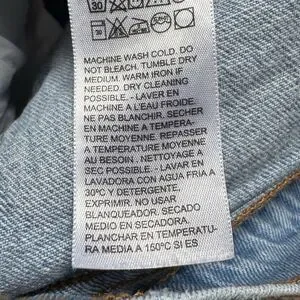 30
MACHINE WASH COLD. DO
NOT BLEACH. TUMBLE DRY
MEDIUM. WARM IRON IF
NEEDED. DRY CLEANING
POSSIBLE. - LAVER EN
MACHINE A L'EAU FROIDE.
NE PAS BLANCHIR. SECHER
EN MACHINE A TEMPERA-
TURE MOYENNE. REPASSER
A TEMPERATURE MOYENNE
AU BESOIN . NETTOYAGE A
SEC POSSIBLE. - LAVAR EN
LAVADORA CON AGUA FRIA A
30ºC Y DETERGENTE.
EXPRIMIR. NO USAR
BLANQUEADOR. SECADO
MEDIO EN SECADORA.
PLANCHAR EN TEMPERATU-
RA MEDIA A 150ºC SI ES